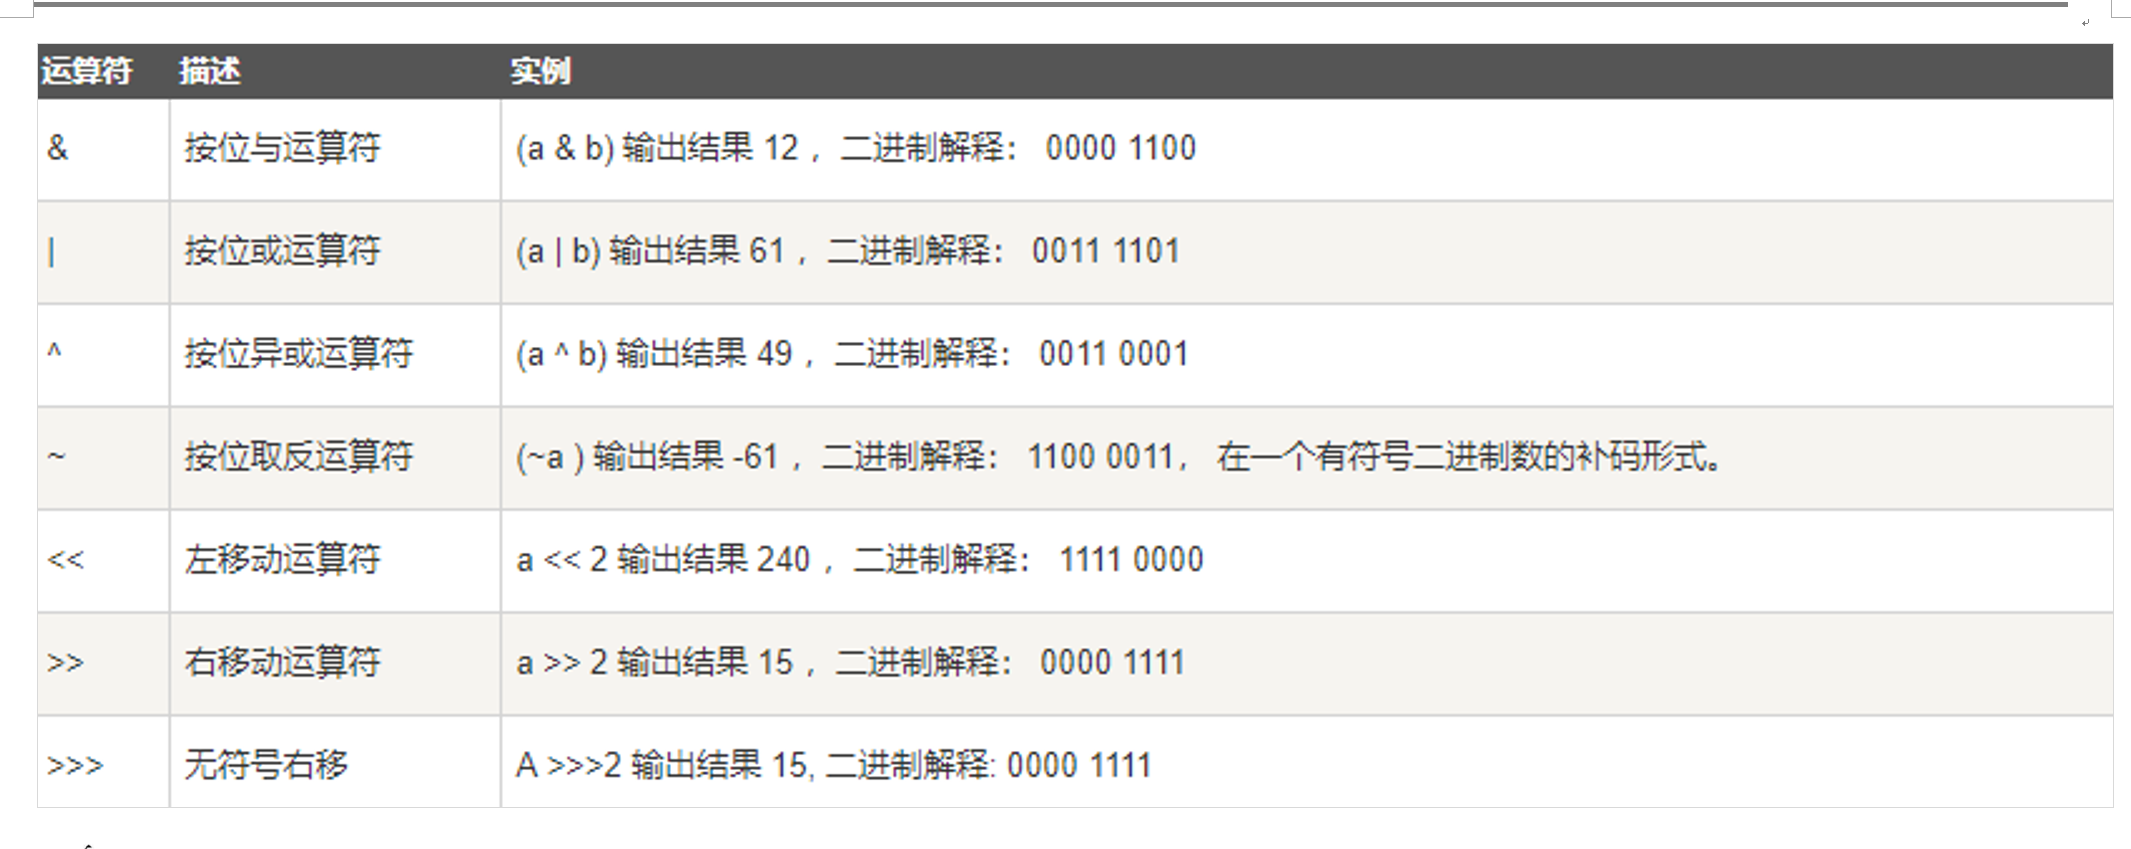 运算符 描述 实例
& 按位与运算符 (a & b) 输出结果 12 ，二进制解释： 0000 1100
| 按位或运算符 (a | b) 输出结果 61 ，二进制解释： 0011 1101
^ 按位异或运算符 (a ^ b) 输出结果 49 ，二进制解释： 0011 0001
~ 按位取反运算符 (~a ) 输出结果 -61 ，二进制解释： 1100 0011， 在一个有符号二进制数的补码形式。
<< 左移动运算符 a << 2 输出结果 240 ，二进制解释： 1111 0000
>> 右移动运算符 a >> 2 输出结果 15 ，二进制解释： 0000 1111
>>> 无符号右移 A >>>2 输出结果 15, 二进制解释: 0000 1111